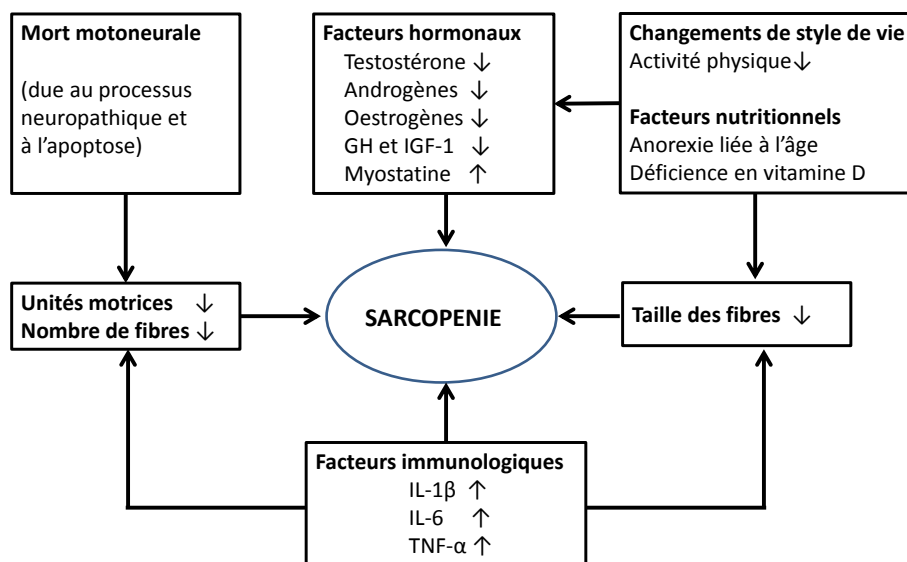 Mort motoneurale
(due au processus
neuropathique et
à l’apoptose)
Facteurs hormonaux
Testostérone ↓
Androgènes ↓
Oestrogènes ↓
GH et IGF-1 ↓
Myostatine ↑
Changements de style de vie
Activité physique ↓
Facteurs nutritionnels
Anorexie liée à l’âge
Déficience en vitamine D
Unités motrices ↓
Nombre de fibres ↓
SARCOPENIE
Taille des fibres ↓
Facteurs immunologiques
IL-1β ↑
IL-6 ↑
TNF-α ↑